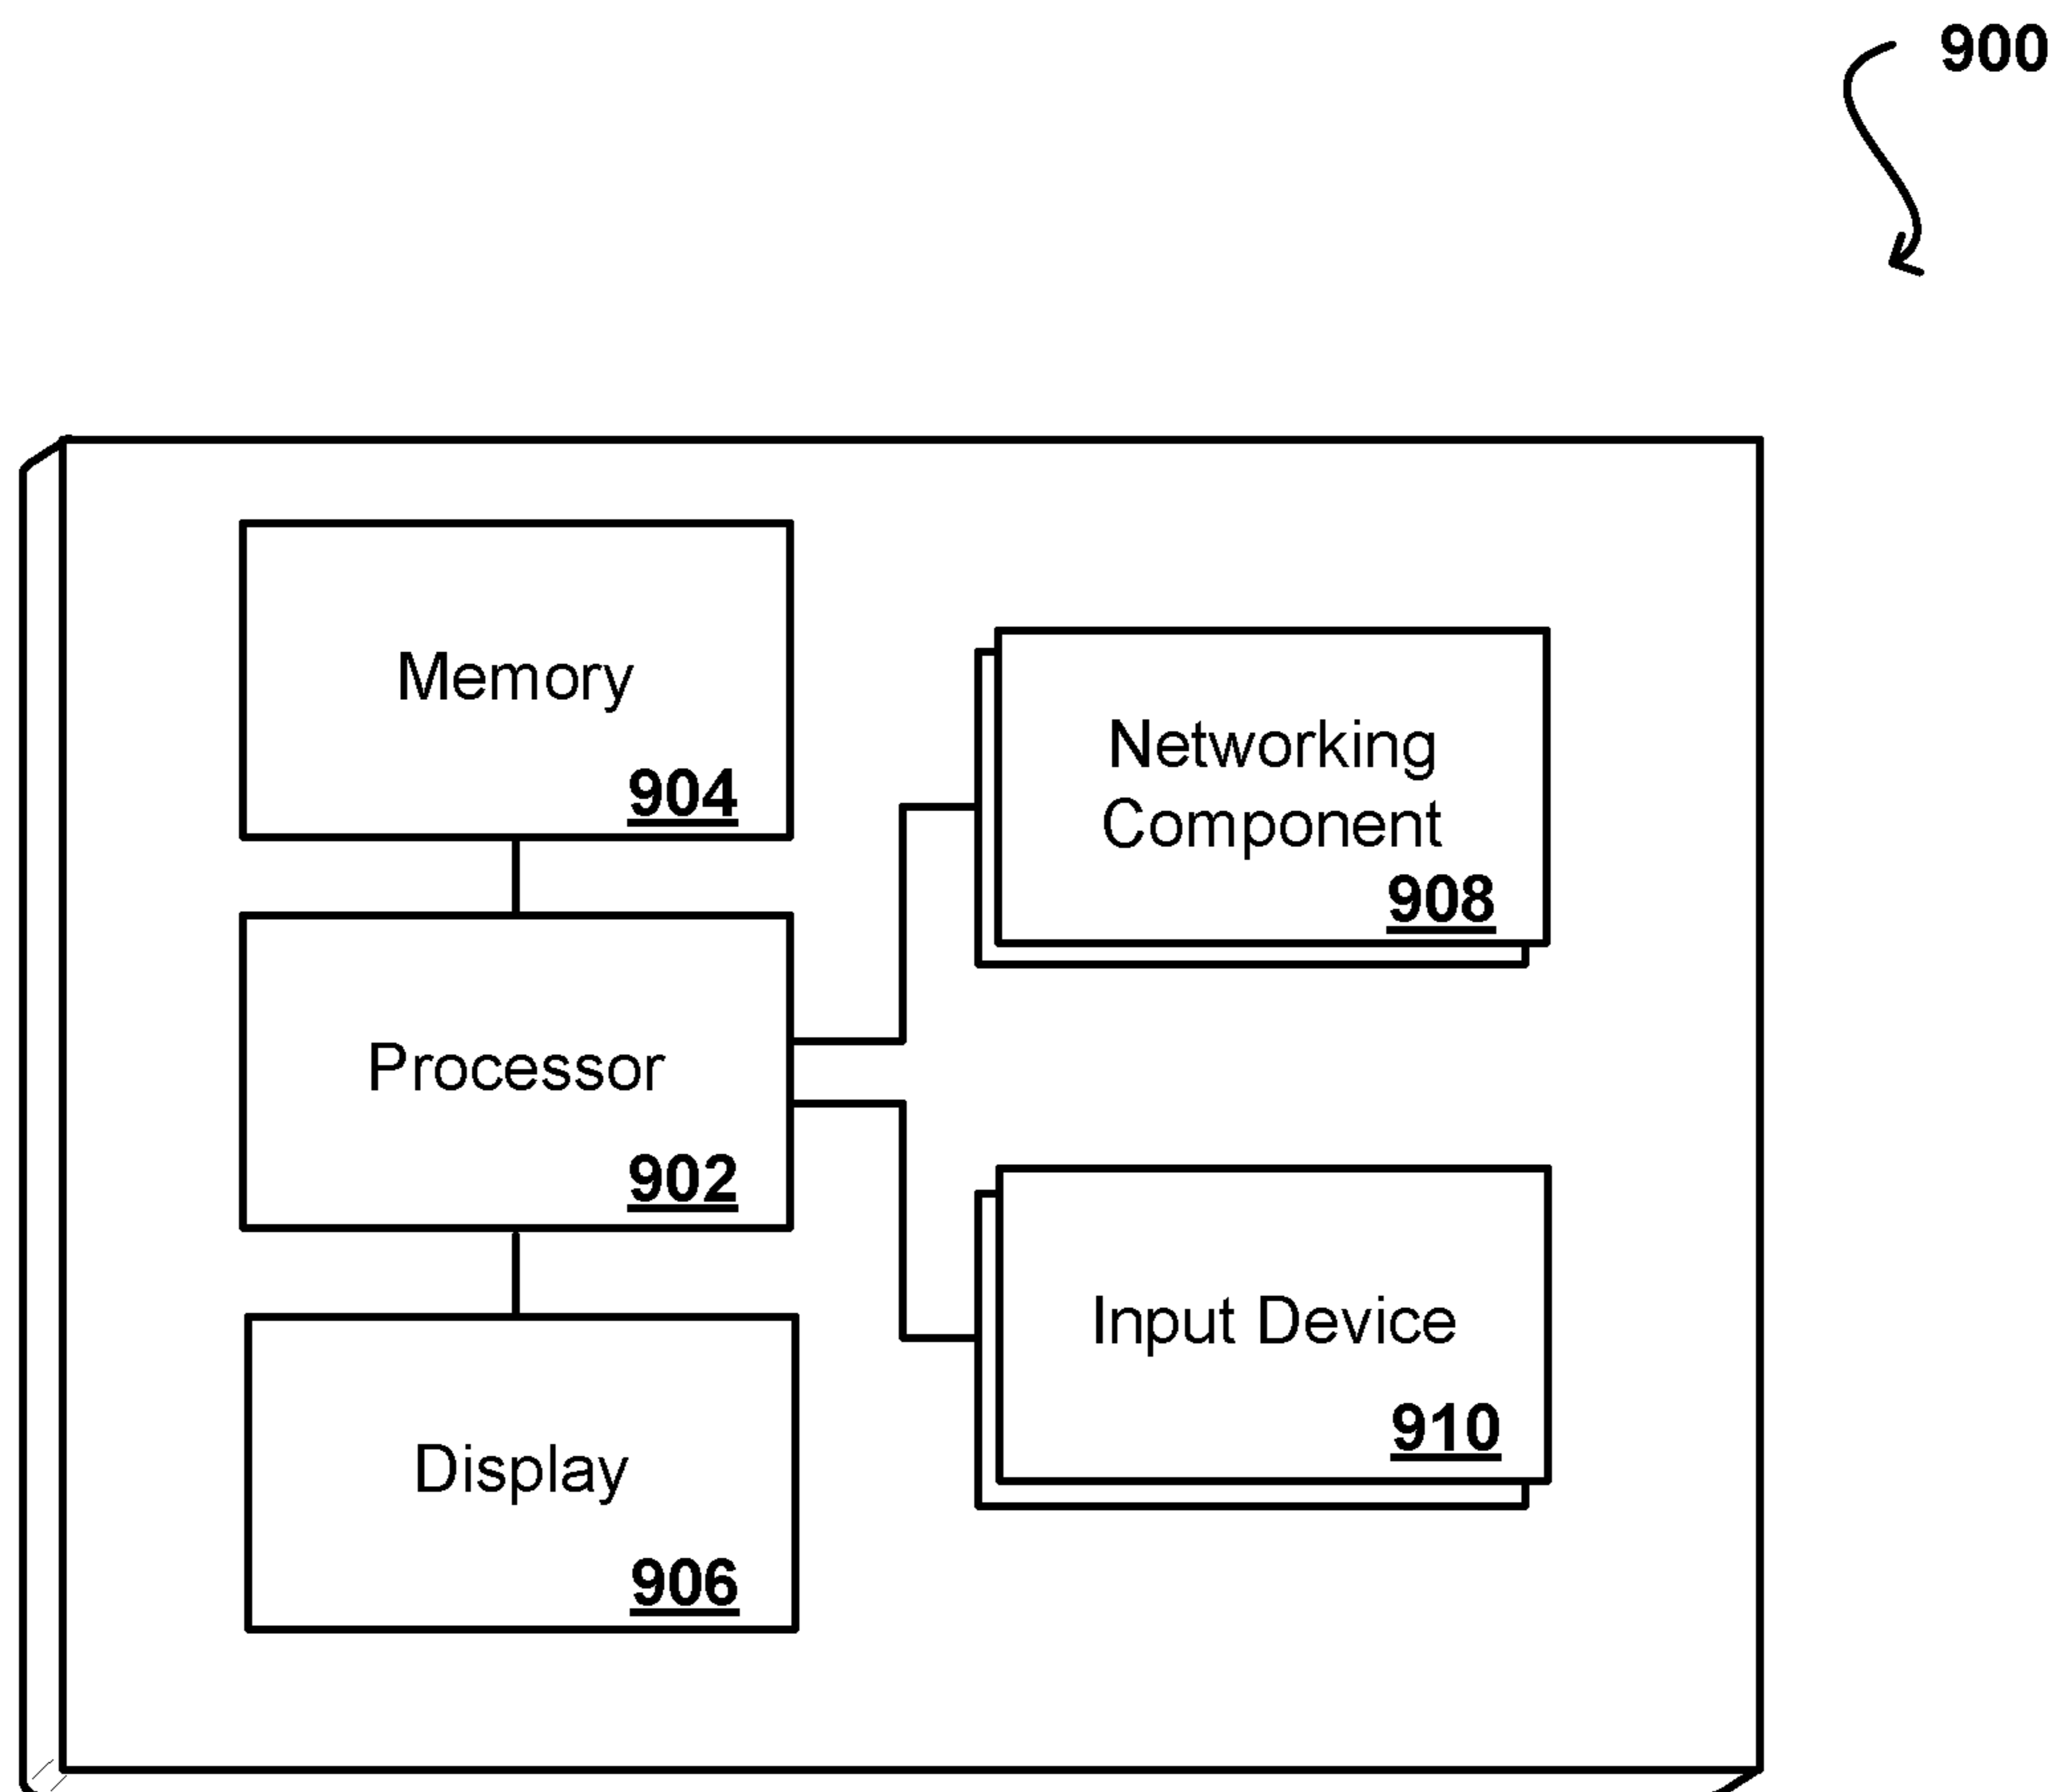 900
Memory
904
Networking
Component
908
Processor
902
Input Device
910
Display
906